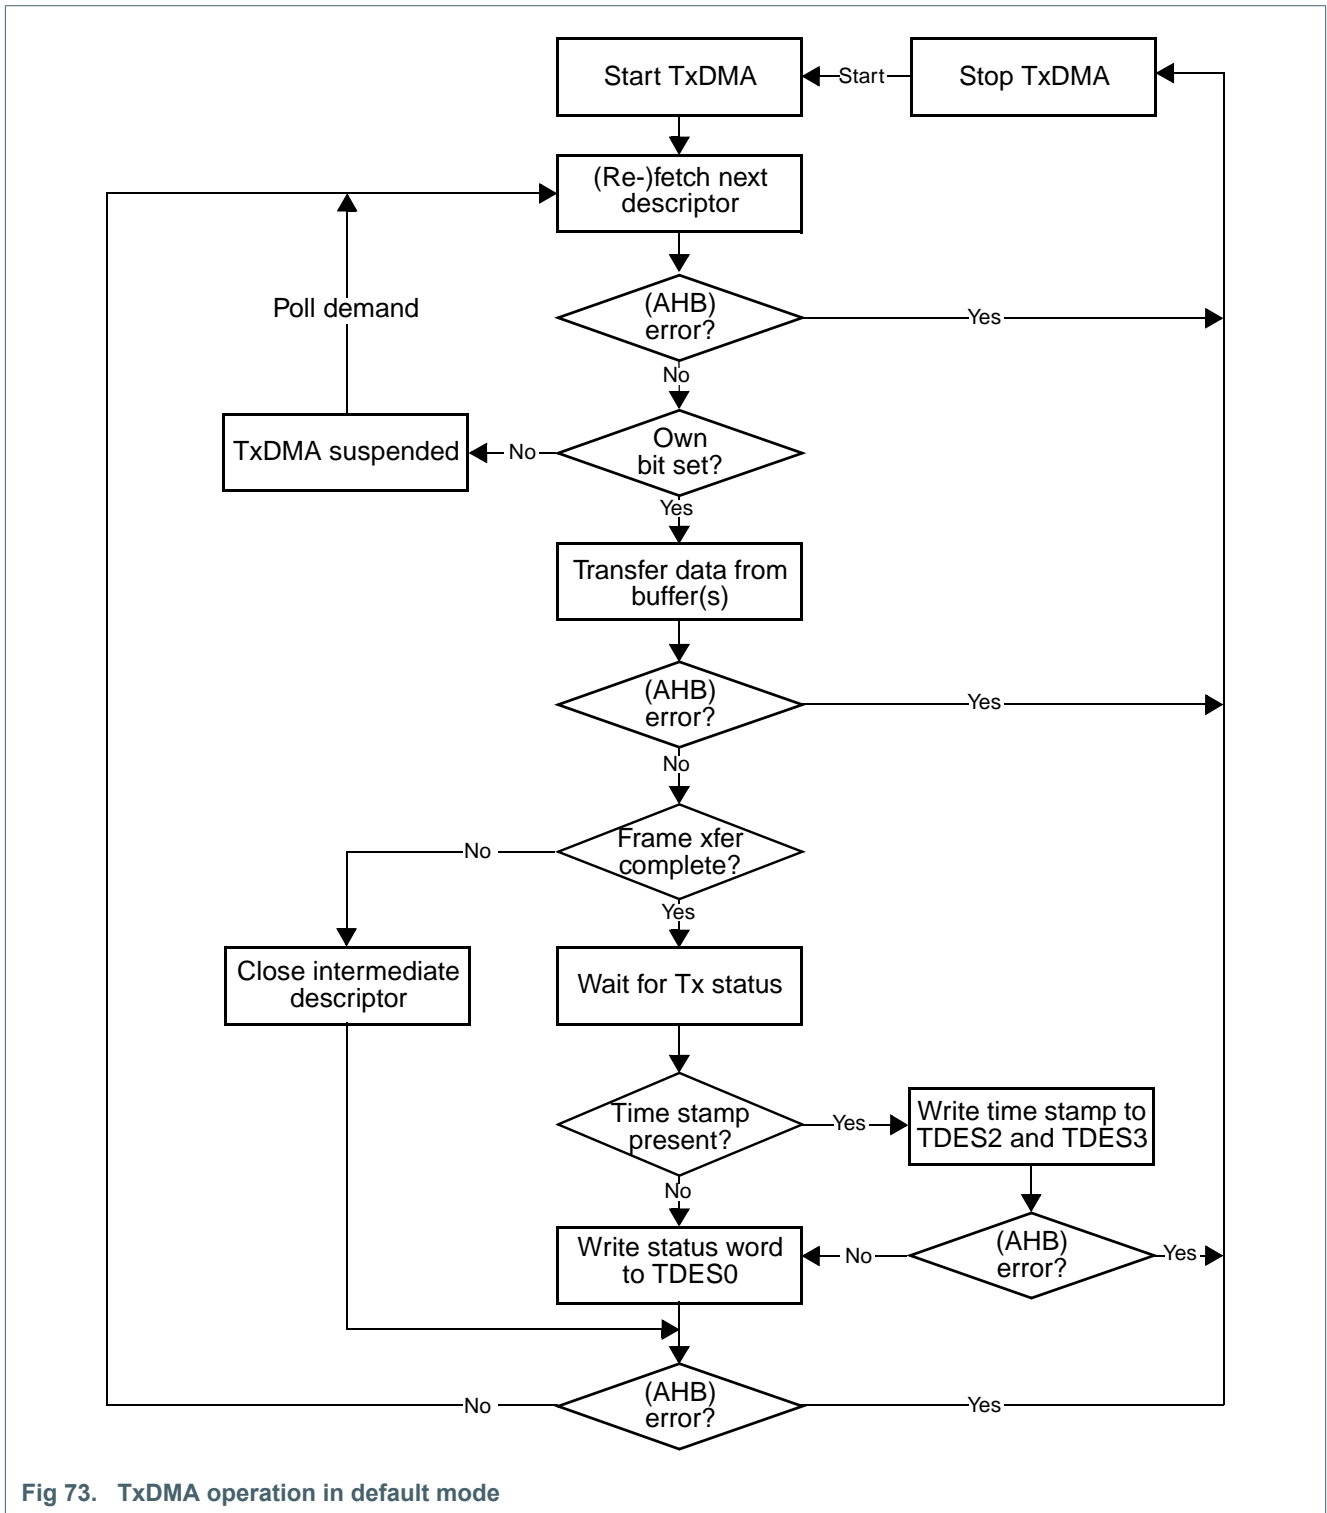 Start TxDMA
Start
Stop TxDMA
(Re-)fetch next
descriptor
Poll demand
(AHB)
error?
Yes
No
TxDMA suspended
No
Own
bit set?
Yes
Transfer data from
buffer(s)
(AHB)
error?
Yes
No
No
Frame xfer
complete?
Yes
Close intermediate
descriptor
Wait for Tx status
Time stamp
present?
Yes
Write time stamp to
TDES2 and TDES3
No
Write status word
to TDES0
No
(AHB)
error?
Yes
No
(AHB)
error?
Yes
Fig 73. TxDMA operation in default mode